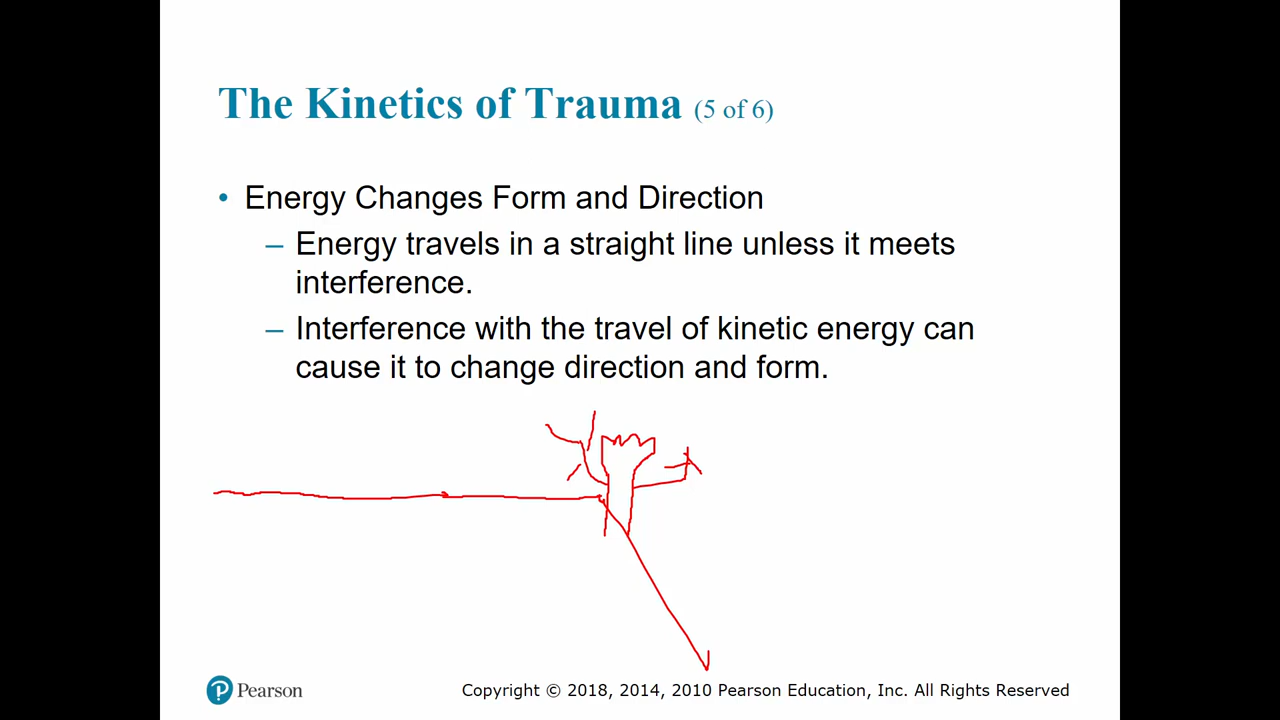 The Kinetics of Trauma (5 of 6)
• Energy Changes Form and Direction
– Energy travels in a straight line unless it meets
interference.
– Interference with the travel of kinetic energy can
cause it to change direction and form.
P Pearson
Copyright © 2018, 2014, 2010 Pearson Education, Inc. All Rights Reserved